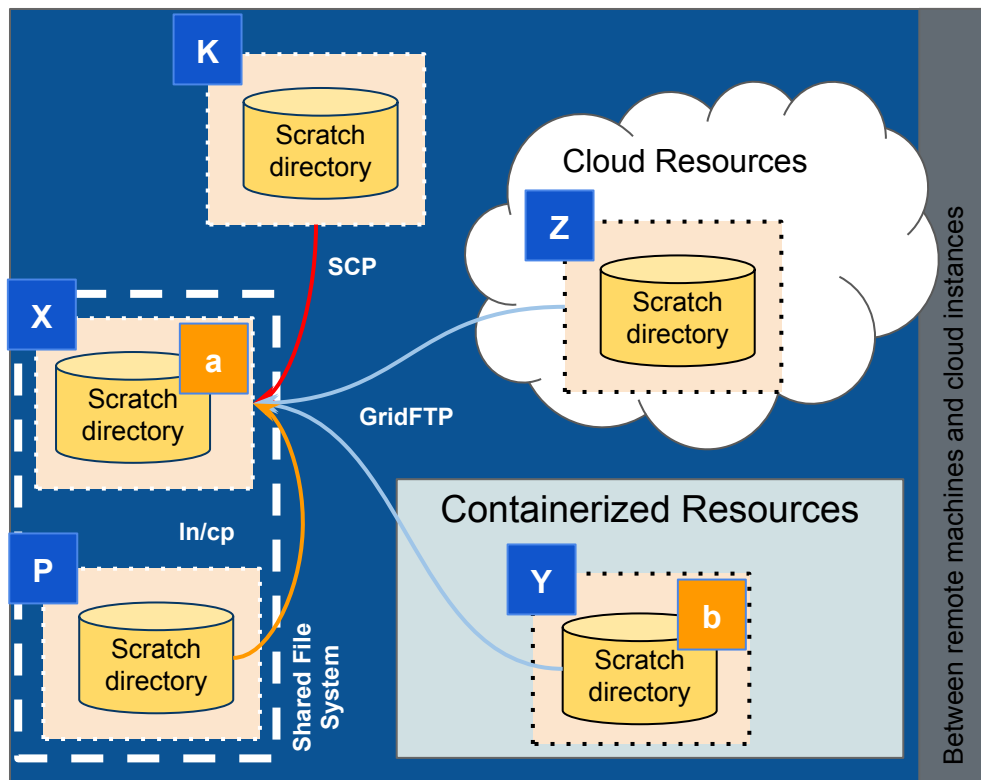 K
Scratch
directory
SCP
Cloud Resources
Z
Scratch
directory
X
a
Scratch
directory
GridFTP
ln/cp
P
Scratch
directory
Shared File
System
Containerized Resources
Y
b
Scratch
directory
Between remote machines and cloud instances